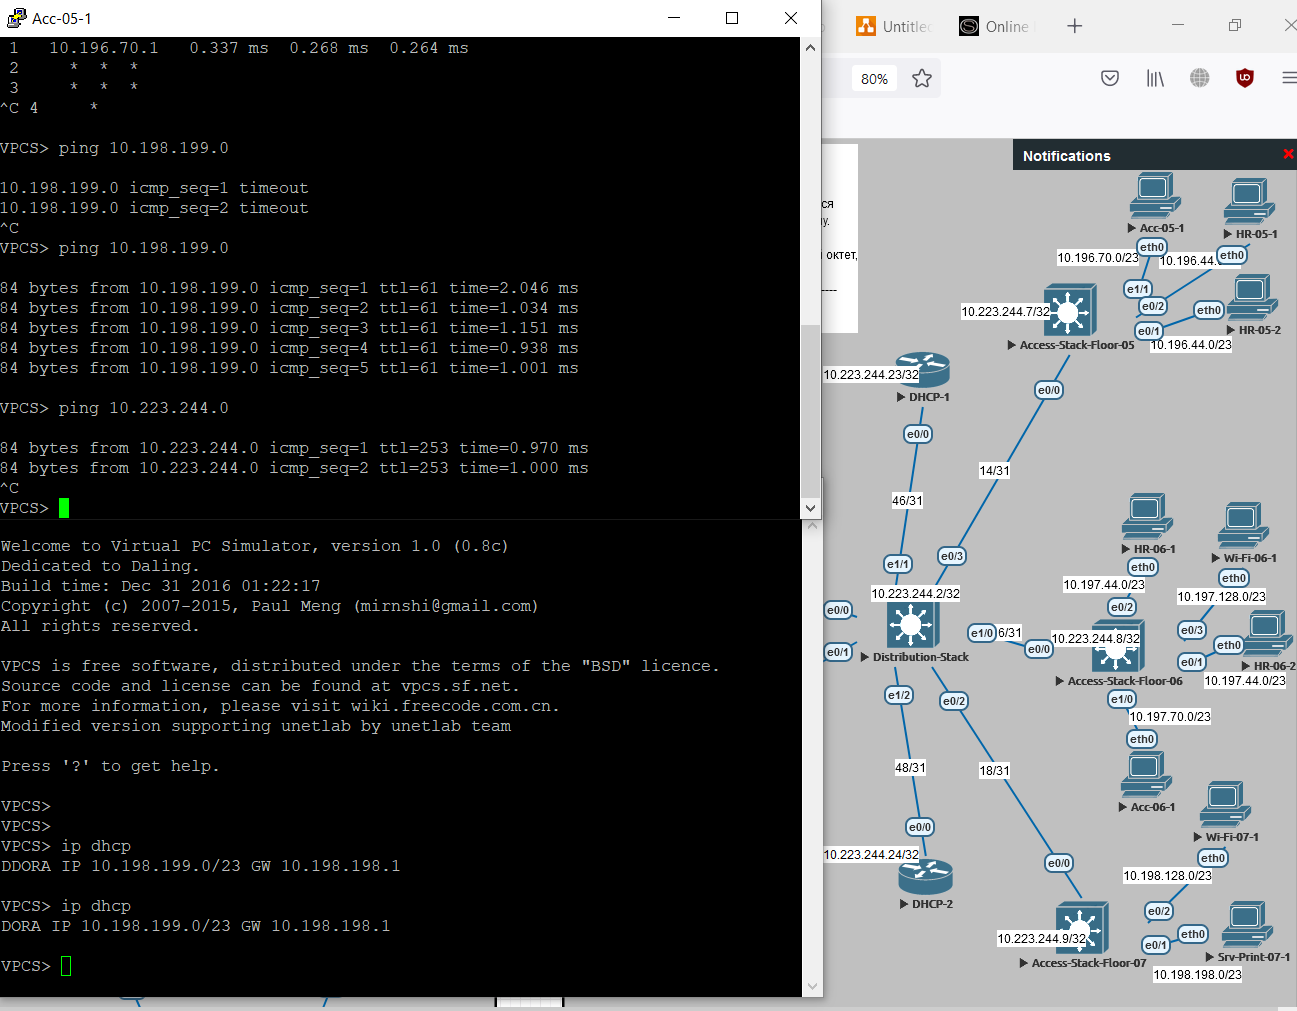 Acc-05-1
1 10.196.70.1 0.337 ms 0.268 ms 0.264 ms
2 * * *
3 * * *
^C 4 *
VPCS> ping 10.198.199.0
10.198.199.0 icmp_seq=1 timeout
10.198.199.0 icmp_seq=2 timeout
^C
VPCS> ping 10.198.199.0
84 bytes from 10.198.199.0 icmp_seq=1 ttl=61 time=2.046 ms
84 bytes from 10.198.199.0 icmp_seq=2 ttl=61 time=1.034 ms
84 bytes from 10.198.199.0 icmp_seq=3 ttl=61 time=1.151 ms
84 bytes from 10.198.199.0 icmp_seq=4 ttl=61 time=0.938 ms
84 bytes from 10.198.199.0 icmp_seq=5 ttl=61 time=1.001 ms
VPCS> ping 10.223.244.0
84 bytes from 10.223.244.0 icmp_seq=1 ttl=253 time=0.970 ms
84 bytes from 10.223.244.0 icmp_seq=2 ttl=253 time=1.000 ms
^C
VPCS>
Welcome to Virtual PC Simulator, version 1.0 (0.8c)
Dedicated to Daling.
Build time: Dec 31 2016 01:22:17
Copyright (c) 2007-2015, Paul Meng (mirnshi@gmail.com)
All rights reserved.
VPCS is free software, distributed under the terms of the "BSD" licence.
Source code and license can be found at vpcs.sf.net.
For more information, please visit wiki.freecode.com.cn.
Modified version supporting unetlab by unetlab team
Press '?' to get help.
VPCS>
VPCS>
VPCS> ip dhcp
DDORA IP 10.198.199.0/23 GW 10.198.198.1
VPCS> ip dhcp
DORA IP 10.198.199.0/23 GW 10.198.198.1
VPCS>
Untitle
Online
80%
Notifications
ся
у.
октет,
----
Acc-05-1
HR-05-1
eth0
eth0
10.196.70.0/23
10.196.44.
e1/1
e0/2
eth0
HR-05-2
10.223.244.7/32
e0/1
Access-Stack-Floor-05
10.196.44.0/23
10.223.244.23/32
DHCP-1
e0/0
e0/0
14/31
46/31
e1/1
e0/3
10.223.244.2/32
e0/0
e0/1
Distribution-Stack
e1/0
6/31
e0/0
HR-06-1
Wi-Fi-06-1
eth0
eth0
10.197.44.0/23
10.197.128.0/23
e0/2
e0/3
10.223.244.8/32
eth0
e0/1
HR-06-2
Access-Stack-Floor-06
10.197.44.0/23
e1/2
e0/2
e1/0
10.197.70.0/23
eth0
48/31
18/31
Acc-06-1
Wi-Fi-07-1
e0/0
10.223.244.24/32
DHCP-2
e0/0
eth0
10.198.128.0/23
e0/2
eth0
10.223.244.9/32
e0/1
Srv-Print-07-1
Access-Stack-Floor-07
10.198.198.0/23